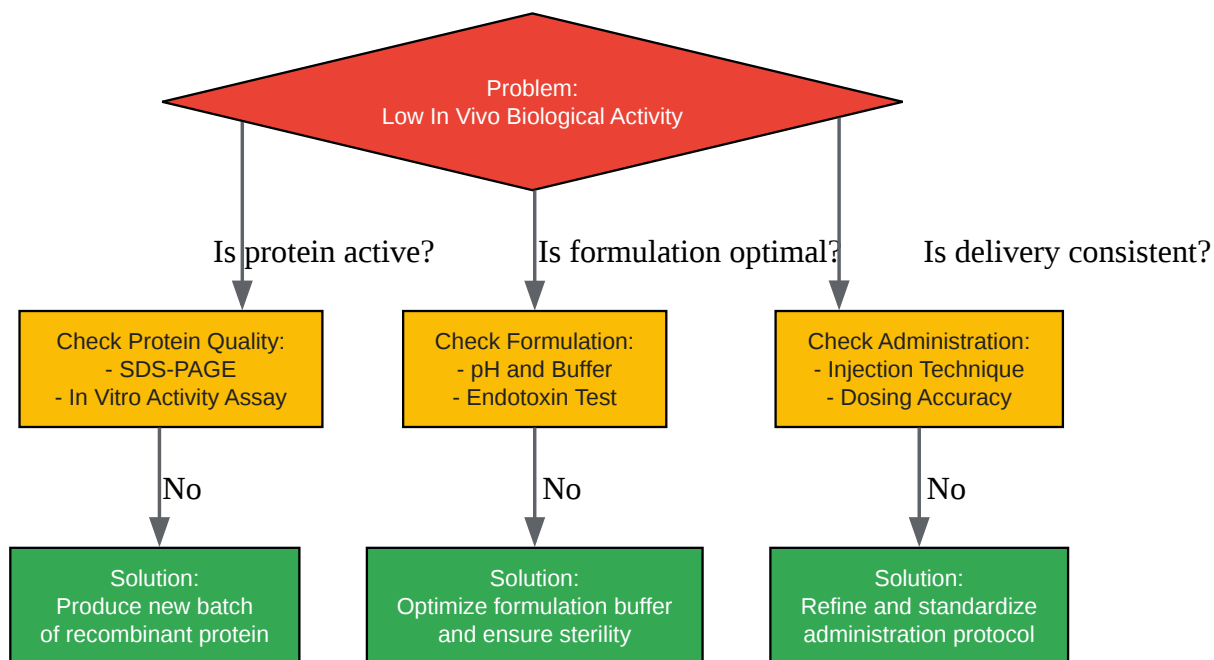 Problem:
Low In Vivo Biological Activity
Is protein active?
Is formulation optimal?
Is delivery consistent?
Check Protein Quality:
- SDS-PAGE
- In Vitro Activity Assay
Check Formulation:
- pH and Buffer
- Endotoxin Test
Check Administration:
- Injection Technique
- Dosing Accuracy
No
No
No
Solution:
Produce new batch
of recombinant protein
Solution:
Optimize formulation buffer
and ensure sterility
Solution:
Refine and standardize
administration protocol